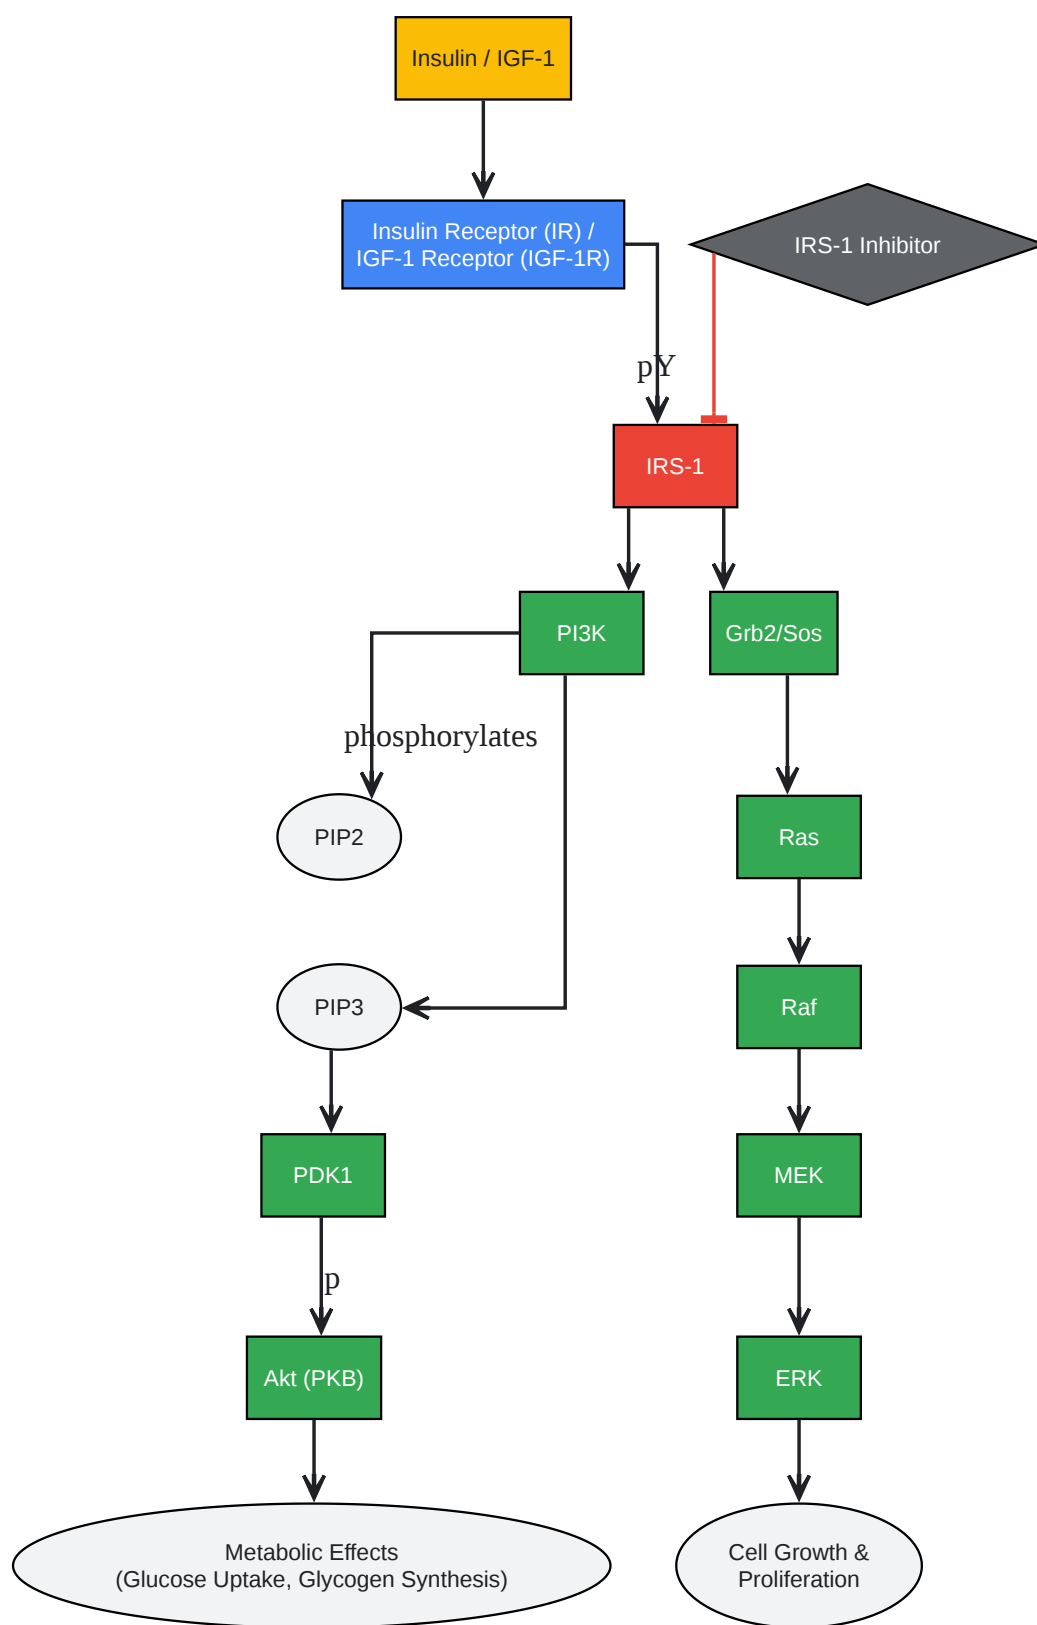 Insulin / IGF-1
Insulin Receptor (IR) /
IGF-1 Receptor (IGF-1R)
IRS-1 Inhibitor
pY
IRS-1
PI3K
Grb2/Sos
phosphorylates
PIP2
Ras
PIP3
Raf
PDK1
MEK
p
Akt (PKB)
ERK
Metabolic Effects
(Glucose Uptake, Glycogen Synthesis)
Cell Growth &
Proliferation